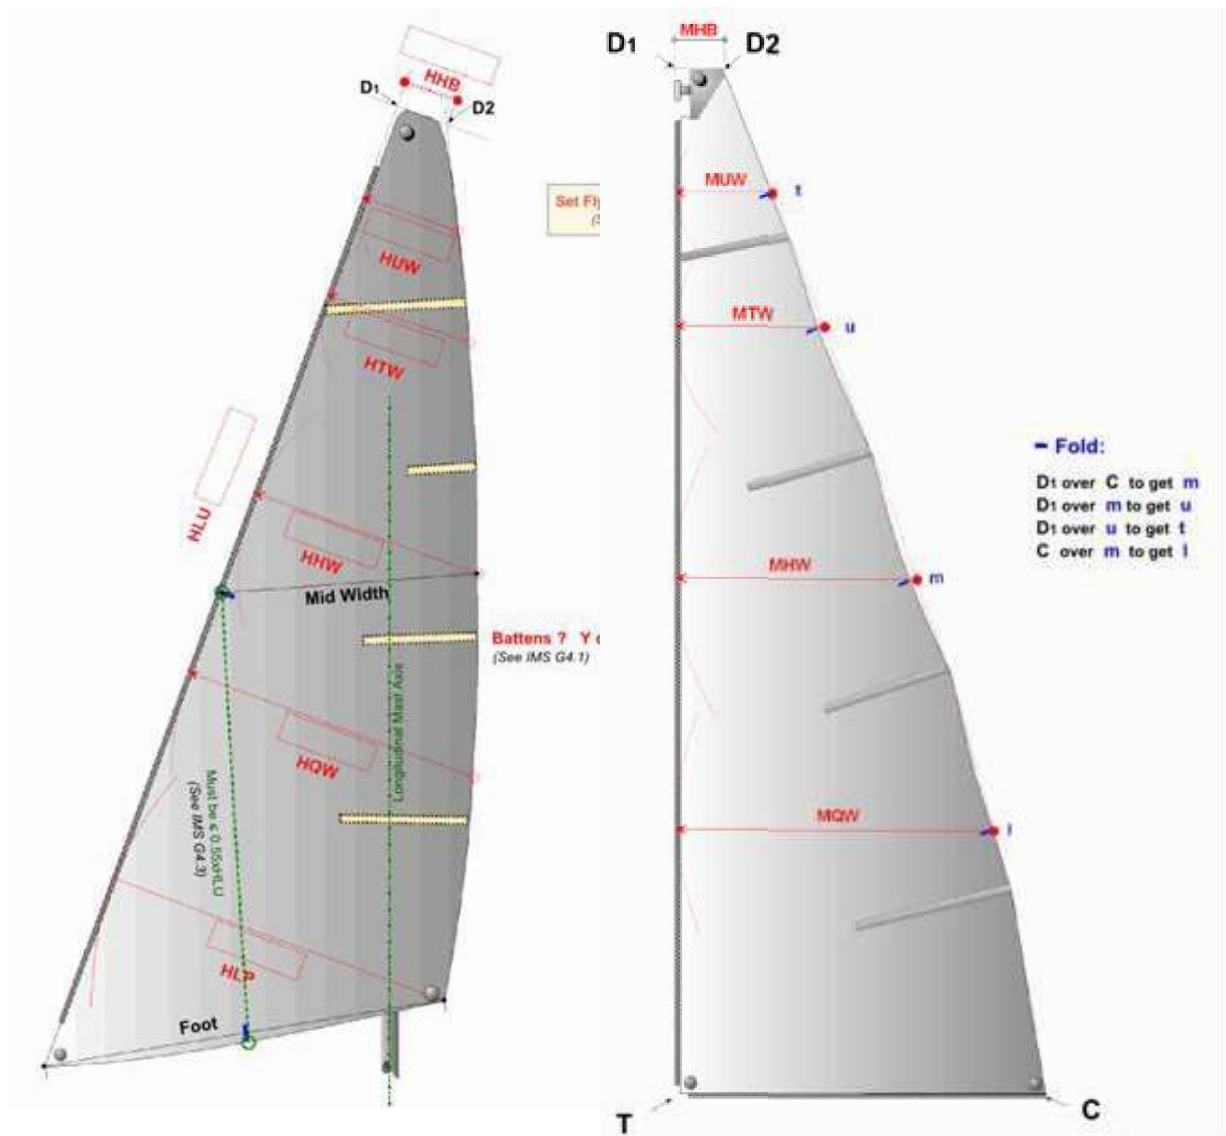 HHB
D1
D2
HUW
HTW
HLU
HHW
Mid Width
Battens ? Y
(See IMS G4.1)
Longitudinal Mast Axis
HQW
Must be ≤ 0.55xHLU
(See IMS G4.3)
HLP
Foot
Set Fly
(S
MHB
D1
D2
MUW
t
MTW
u
MHW
m
MQW
l
T
C
Fold:
D1 over C to get m
D1 over m to get u
D1 over u to get t
C over m to get l